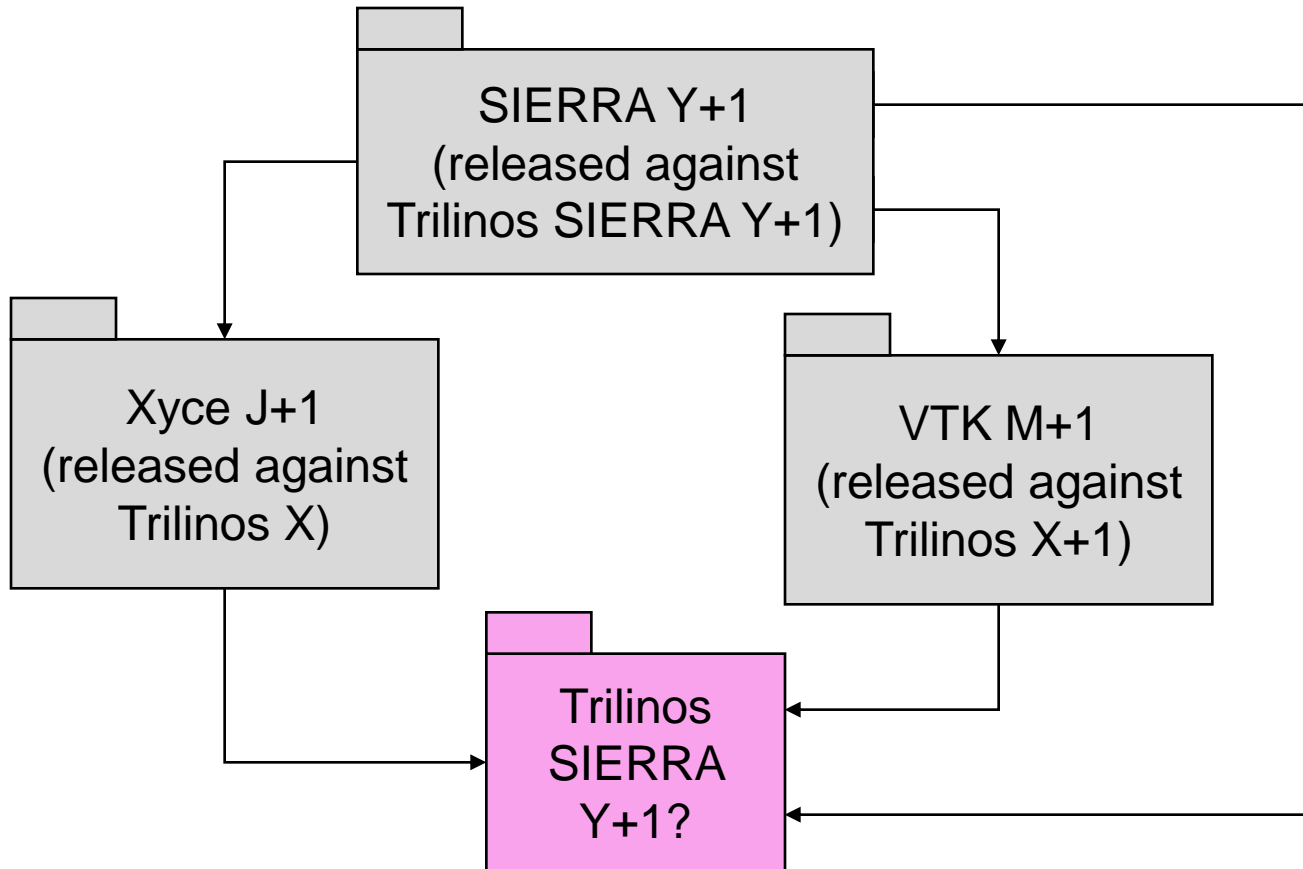 SIERRA Y+1
(released against
Trilinos SIERRA Y+1)
Xyce J+1
(released against
Trilinos X)
VTK M+1
(released against
Trilinos X+1)
Trilinos
SIERRA
Y+1?